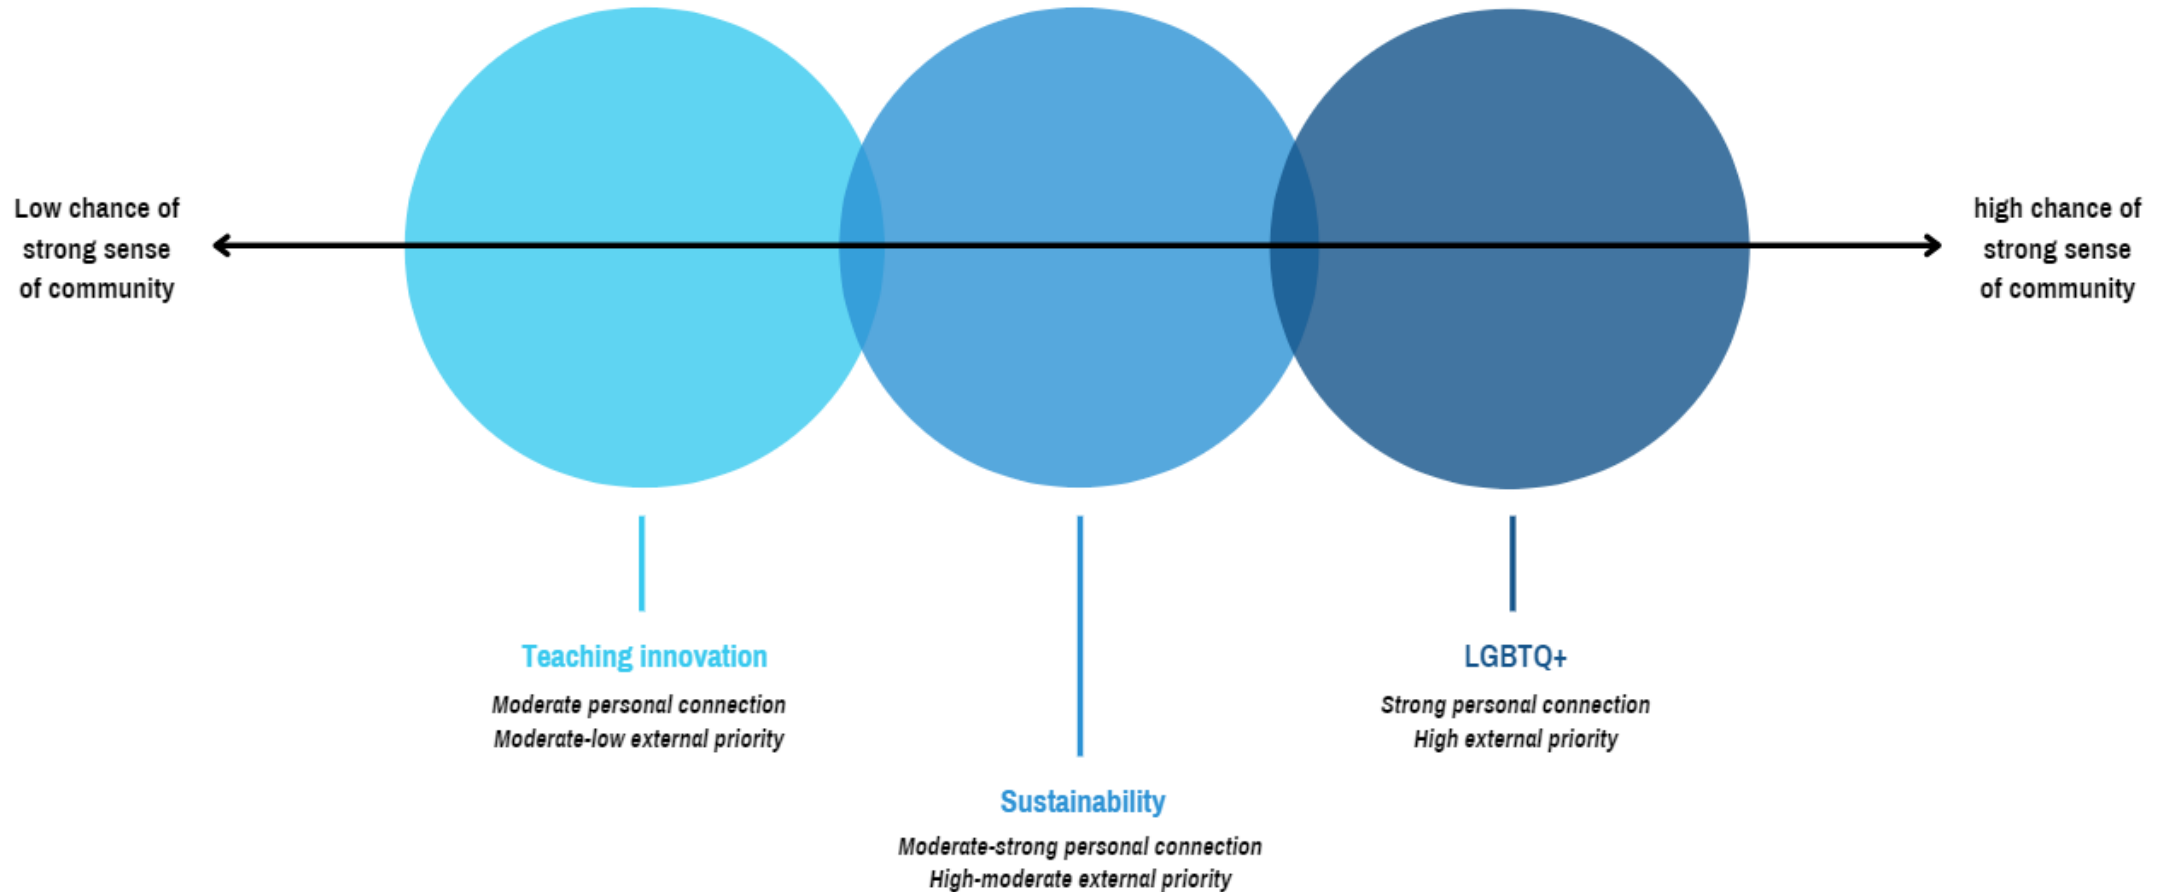 Low chance of
strong sense
of community
high chance of
strong sense
of community
Teaching innovation
Moderate personal connection
Moderate-low external priority
Sustainability
Moderate-strong personal connection
High-moderate external priority
LGBTQ+
Strong personal connection
High external priority